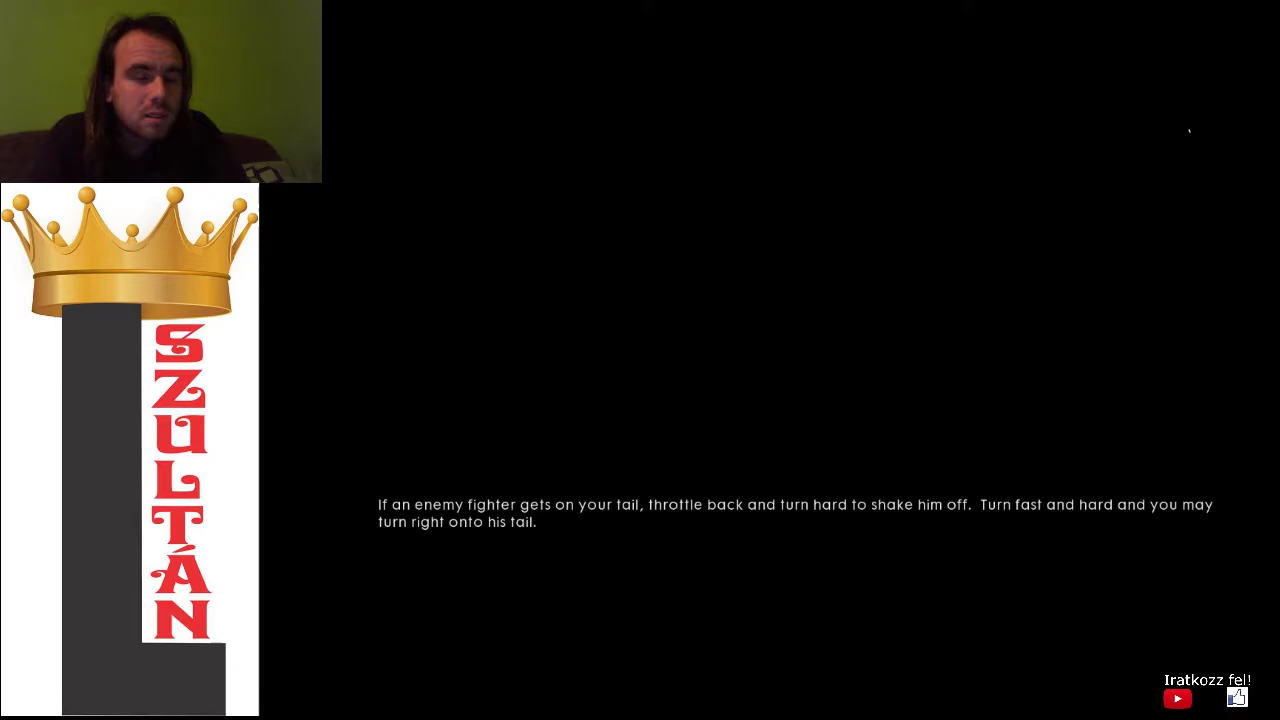 SZULTÁN
If an enemy fighter gets on your tail, throttle back and turn hard to shake him off.  Turn fast and hard and you may
turn right onto his tail.
Iratkozz fel!